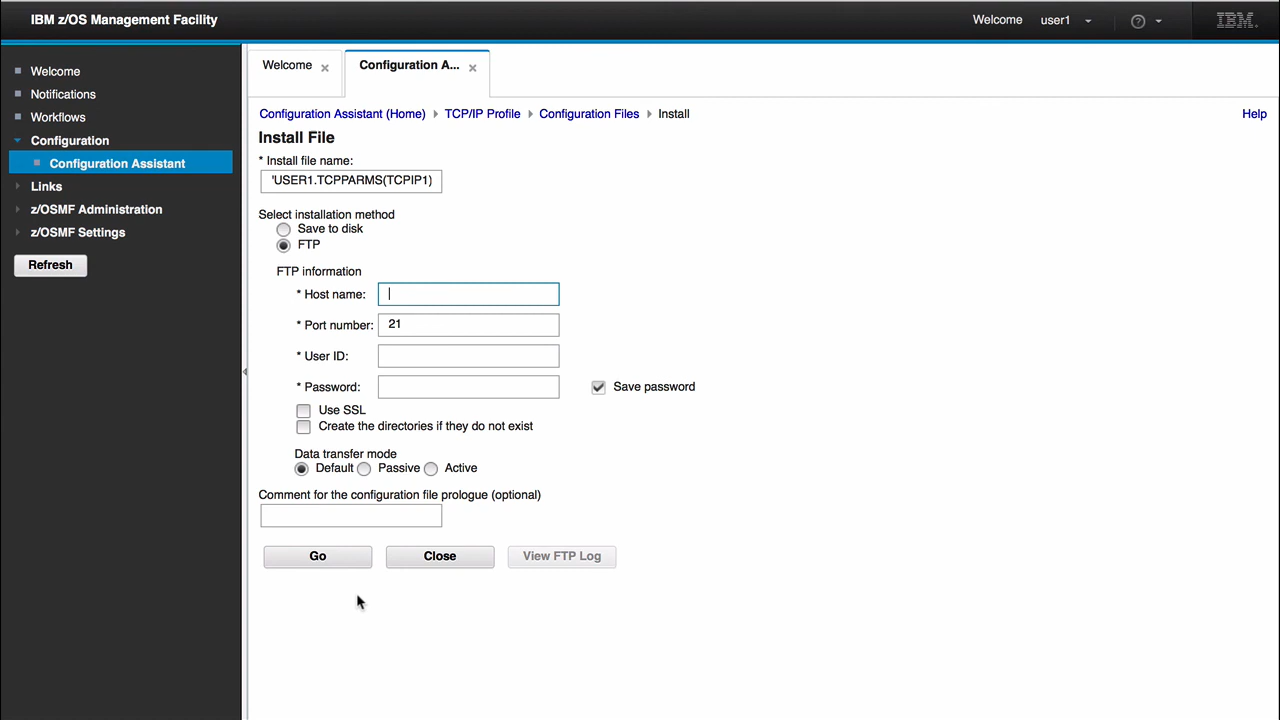 IBM z/OS Management Facility
Welcome user1
IBM.
Welcome
Notifications
Workflows
Configuration
Configuration Assistant
Links
z/OSMF Administration
z/OSMF Settings
Refresh
Welcome
Configuration A...
Configuration Assistant (Home) TCP/IP Profile Configuration Files Install
Help
Install File
* Install file name:
'USER1.TCPPARMS(TCPIP1)
Select installation method
Save to disk
FTP
FTP information
* Host name:
* Port number: 21
* User ID:
* Password:
Save password
Use SSL
Create the directories if they do not exist
Data transfer mode
Default Passive Active
Comment for the configuration file prologue (optional)
Go Close View FTP Log